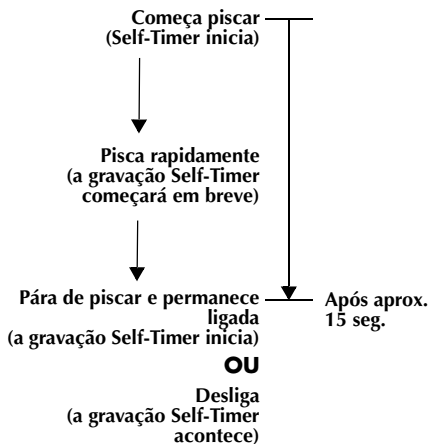 Começa piscar
(Self-Timer inicia)
Pisca rapidamente
(a gravação Self-Timer
começará em breve)
Pára de piscar e permanece
ligada
(a gravação Self-Timer inicia)
Após aprox.
15 seg.
OU
Desliga
(a gravação Self-Timer
acontece)